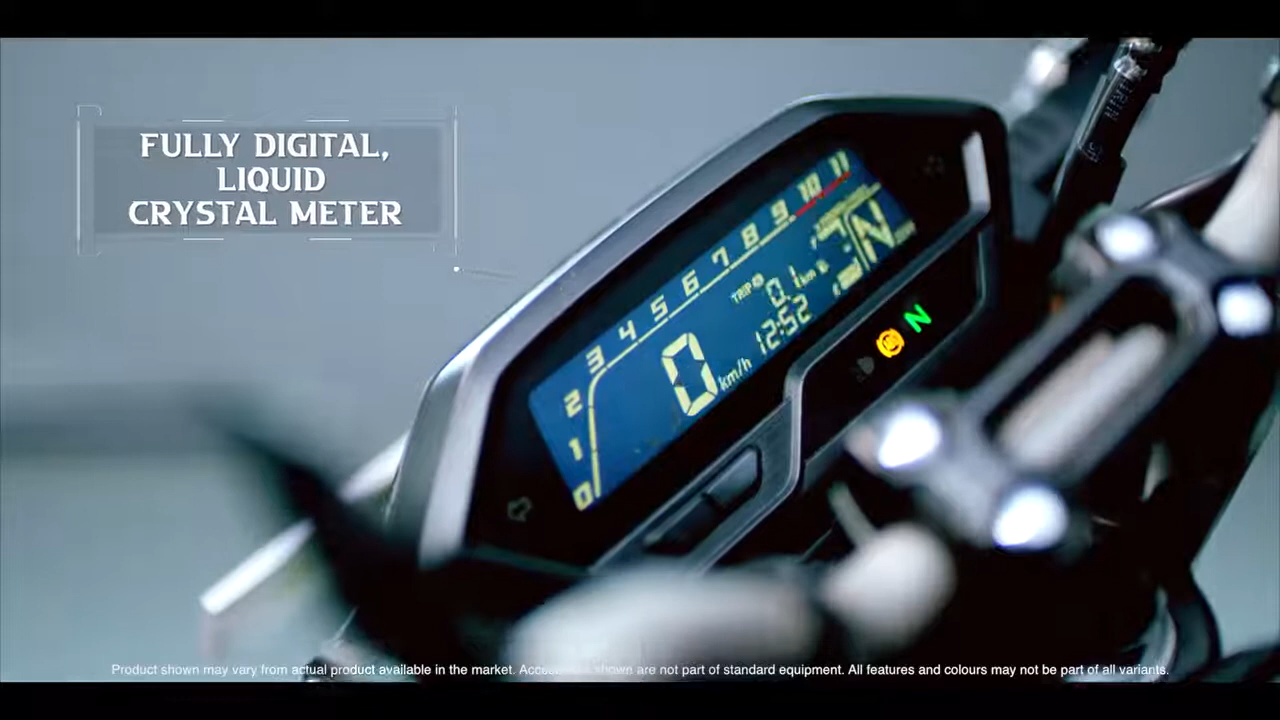 FULLY DIGITAL,
LIQUID
CRYSTAL METER
0 1 2 3 4 5 6 7 8 9 10 11
N
TRIP 0.1 km
12:52
0 km/h
N
NISSIN
Product shown may vary from actual product available in the market. Accessories shown are not part of standard equipment. All features and colours may not be part of all variants.